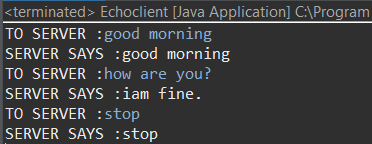 <terminated> Echoclient [Java Application] C:\Program
TO SERVER :good morning
SERVER SAYS :good morning
TO SERVER :how are you?
SERVER SAYS :iam fine.
TO SERVER :stop
SERVER SAYS :stop